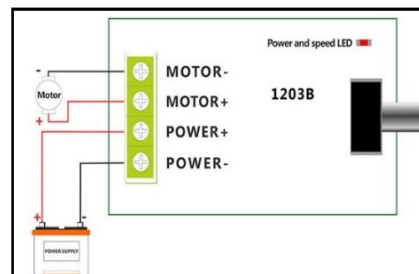 Power and speed LED
-
MOTOR-
Motor
MOTOR+
1203B
+
POWER+
POWER-
+
-
POWER SUPPLY